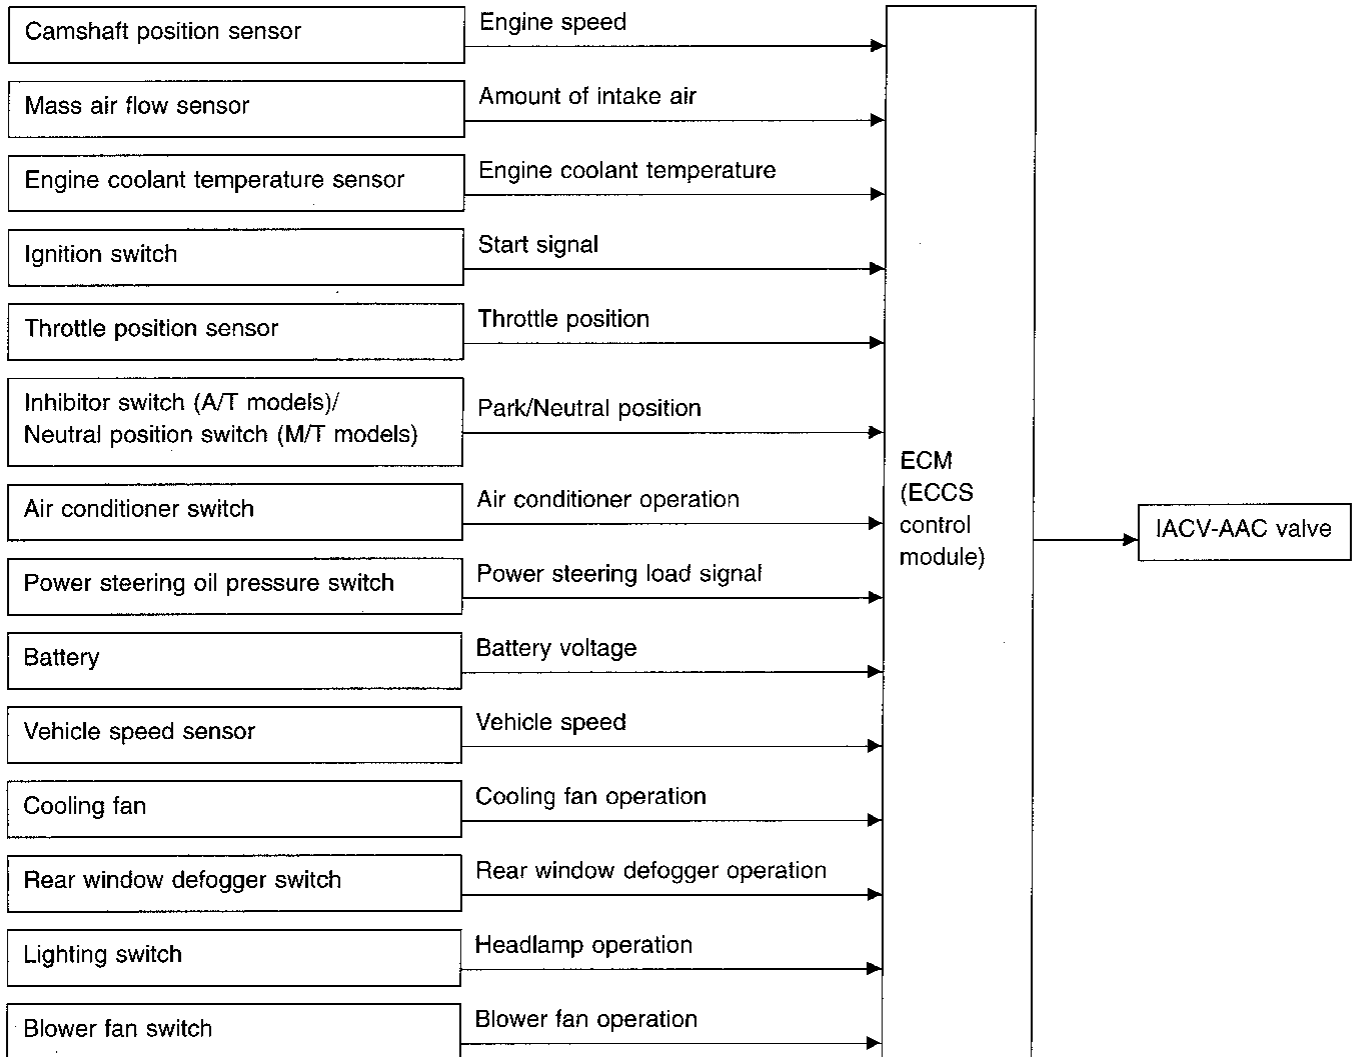 Camshaft position sensor
Engine speed
Mass air flow sensor
Amount of intake air
Engine coolant temperature sensor
Engine coolant temperature
Ignition switch
Start signal
Throttle position sensor
Throttle position
Inhibitor switch (A/T models)/
Neutral position switch (M/T models)
Park/Neutral position
Air conditioner switch
Air conditioner operation
Power steering oil pressure switch
Power steering load signal
Battery
Battery voltage
Vehicle speed sensor
Vehicle speed
Cooling fan
Cooling fan operation
Rear window defogger switch
Rear window defogger operation
Lighting switch
Headlamp operation
Blower fan switch
Blower fan operation
ECM
(ECCS
control
module)
IACV-AAC valve